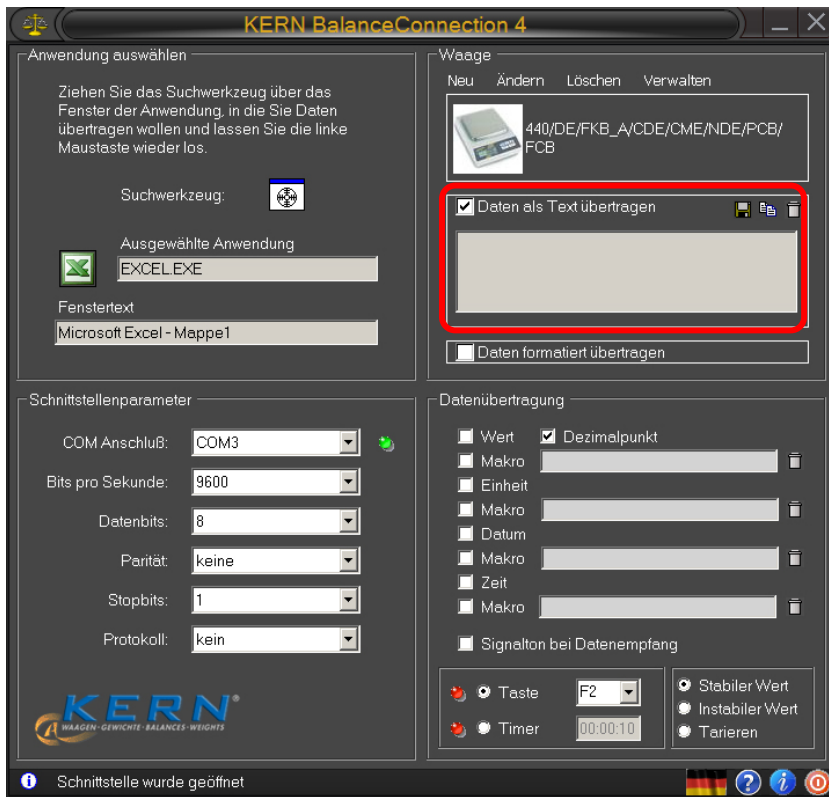 KERN BalanceConnection 4
Anwendung auswählen
Ziehen Sie das Suchwerkzeug über das
Fenster der Anwendung, in die Sie Daten
übertragen wollen und lassen Sie die linke
Maustaste wieder los.
Suchwerkzeug:
Ausgewählte Anwendung
EXCEL.EXE
Fenstertext
Microsoft Excel - Mappe1
Waage
Neu Ändern Löschen Verwalten
440/DE/FKB_A/CDE/CME/NDE/PCB/
FCB
Daten als Text übertragen
Daten formatiert übertragen
Schnittstellenparameter
COM Anschluß: COM3
Bits pro Sekunde: 9600
Datenbits: 8
Parität: keine
Stopbits: 1
Protokoll: kein
KERN
WAAGEN - GEWICHTE - BALANCES - WEIGHTS
Datenübertragung
Wert Dezimalpunkt
Makro
Einheit
Makro
Datum
Makro
Zeit
Makro
Signalton bei Datenempfang
Taste F2
Timer 00:00:10
Stabiler Wert
Instabiler Wert
Tarieren
Schnittstelle wurde geöffnet